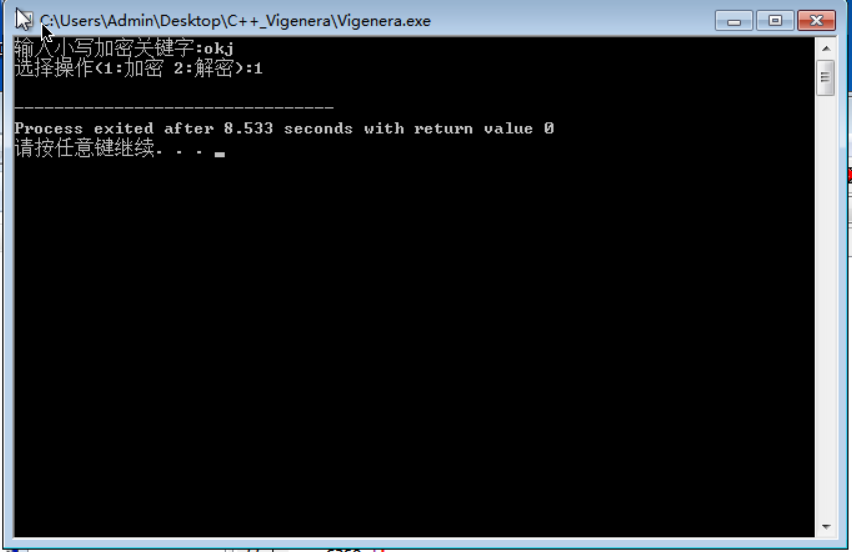 C:\Users\Admin\Desktop\C++_Vigenera\Vigenera.exe
输入小写加密关键字:okj
选择操作(1:加密 2:解密):1
--------------------------------
Process exited after 8.533 seconds with return value 0
请按任意键继续. . .